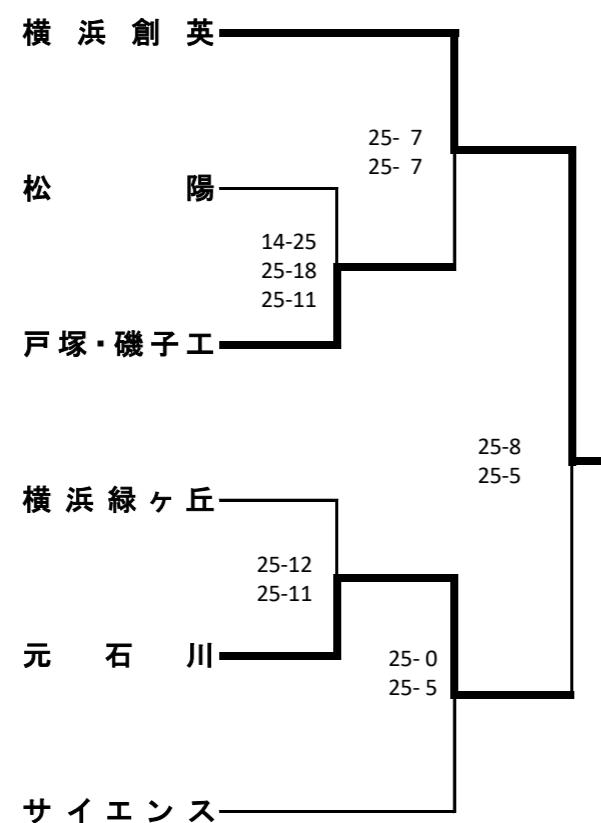 横浜創英
25- 7
25- 7
松陽
14-25
25-18
25-11
戸塚・磯子工
25-8
25-5
横浜緑ヶ丘
25-12
25-11
元石川
25- 0
25- 5
サイエンス